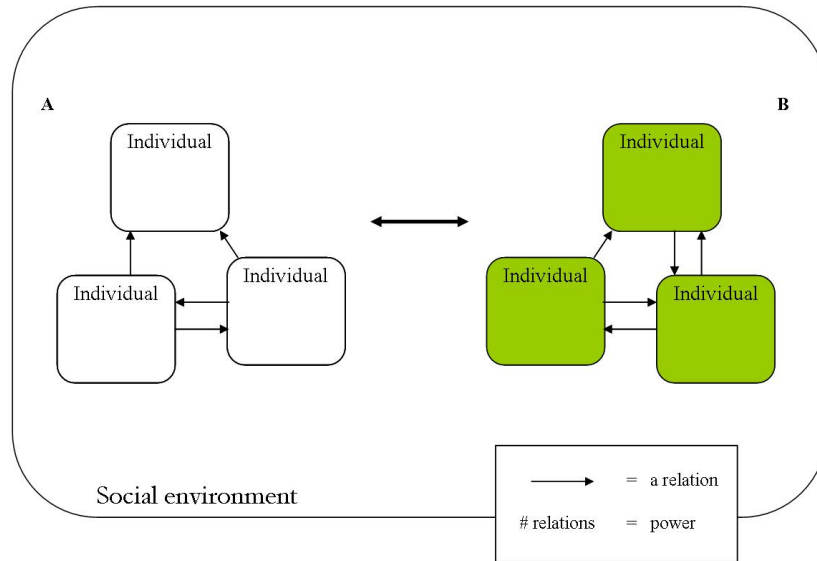 A
B
Individual
Individual
Individual
Individual
Individual
Individual
Social environment
= a relation
# relations = power